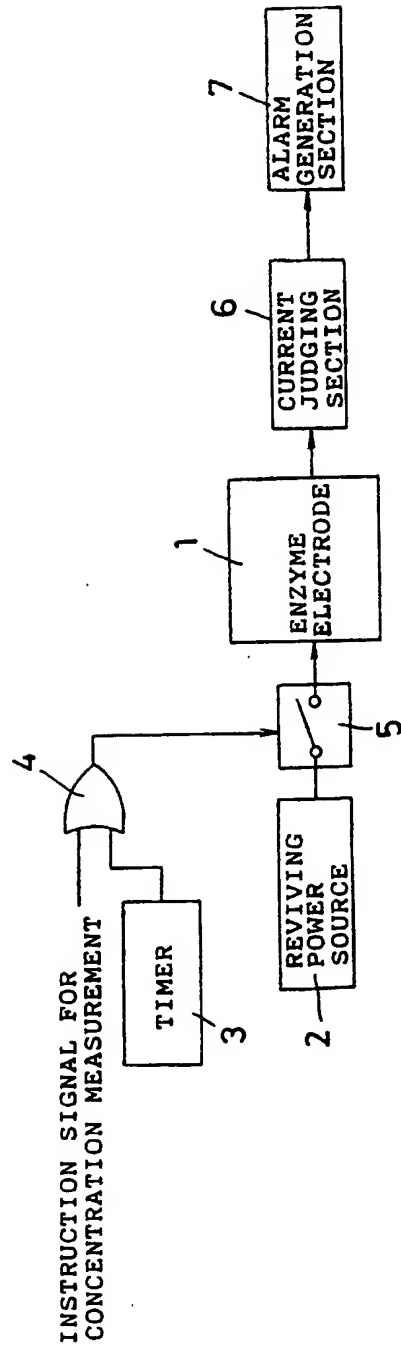 INSTRUCTION SIGNAL FOR
CONCENTRATION MEASUREMENT
4
TIMER
3
REVIVING
POWER
SOURCE
2
5
ENZYME
ELECTRODE
1
CURRENT
JUDGING
SECTION
6
ALARM
GENERATION
SECTION
7